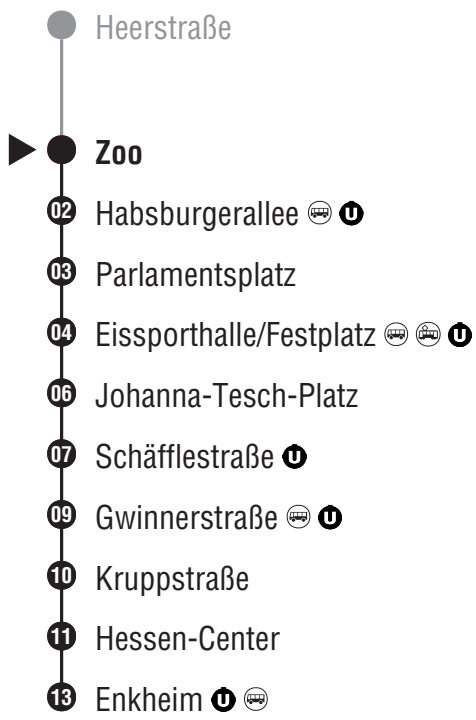 Heerstraße
Zoo
02 Habsburgerallee U
03 Parlamentsplatz
04 Eissporthalle/Festplatz U
06 Johanna-Tesch-Platz
07 Schäfflestraße U
09 Gwinnerstraße U
10 Kruppstraße
11 Hessen-Center
13 Enkheim U